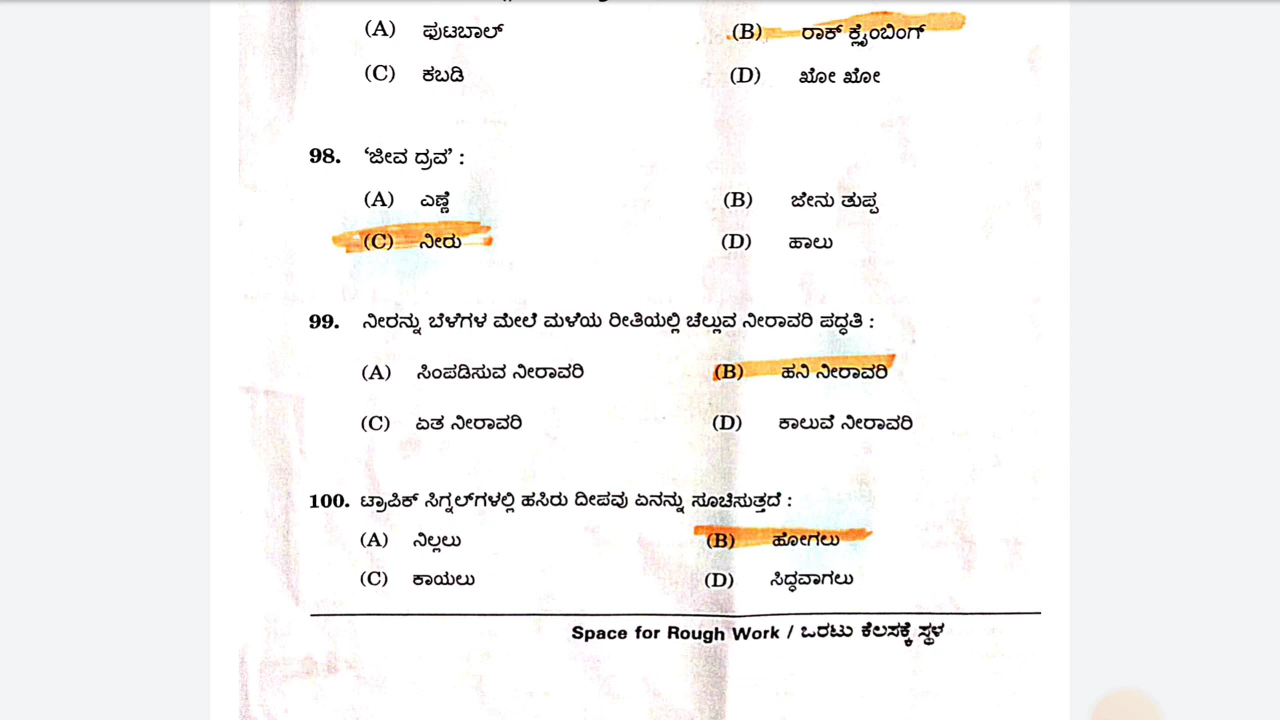 (A) ಫುಟಬಾಲ್ (B) ರಾಕ್ ಕ್ಲೈಂಬಿಂಗ್
(C) ಕಬಡಿ (D) ಖೋ ಖೋ
98. ‘ಜೀವ ದ್ರವ’ :
(A) ಎಣ್ಣೆ (B) ಜೇನು ತುಪ್ಪ
(C) ನೀರು (D) ಹಾಲು
99. ನೀರನ್ನು ಬೆಳೆಗಳ ಮೇಲೆ ಮಳೆಯ ರೀತಿಯಲ್ಲಿ ಚೆಲ್ಲುವ ನೀರಾವರಿ ಪದ್ಧತಿ :
(A) ಸಿಂಪಡಿಸುವ ನೀರಾವರಿ (B) ಹನಿ ನೀರಾವರಿ
(C) ಏತ ನೀರಾವರಿ (D) ಕಾಲುವೆ ನೀರಾವರಿ
100. ಟ್ರಾಪಿಕ್ ಸಿಗ್ನಲ್‌ಗಳಲ್ಲಿ ಹಸಿರು ದೀಪವು ಏನನ್ನು ಸೂಚಿಸುತ್ತದೆ :
(A) ನಿಲ್ಲಲು (B) ಹೋಗಲು
(C) ಕಾಯಲು (D) ಸಿದ್ಧವಾಗಲು
Space for Rough Work / ಒರಟು ಕೆಲಸಕ್ಕೆ ಸ್ಥಳ